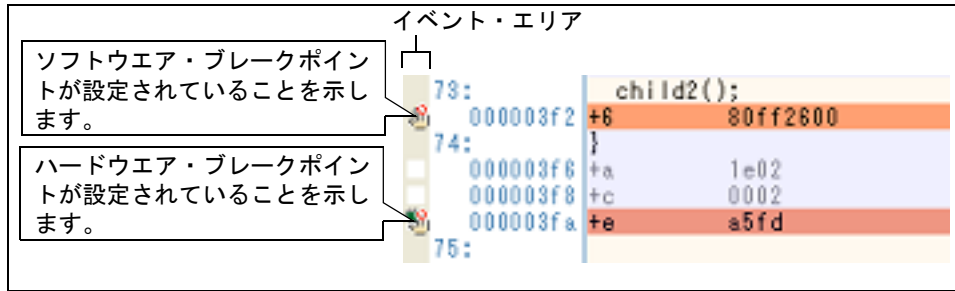 イベント・エリア
ソフトウエア・ブレークポイン
トが設定されていることを示し
ます。
ハードウエア・ブレークポイン
トが設定されていることを示し
ます。
73: child2();
000003f2 +6 80ff2600
74: }
000003f6 +a 1e02
000003f8 +c 0002
000003fa +e a5fd
75: